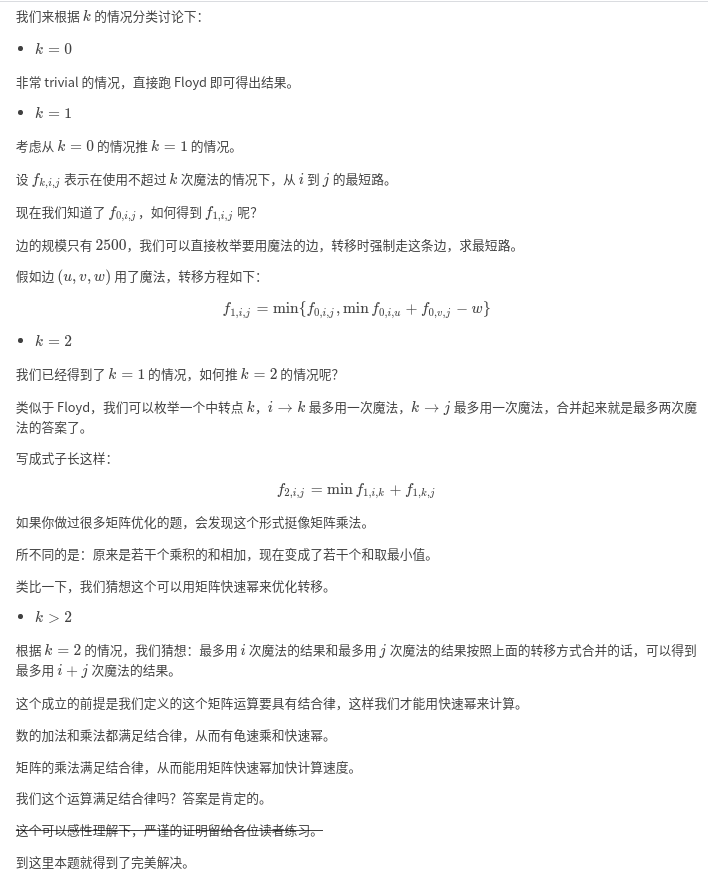 我们来根据 k 的情况分类讨论下：
• k = 0
非常 trivial 的情况，直接跑 Floyd 即可得出结果。
• k = 1
考虑从 k = 0 的情况推 k = 1 的情况。
设 f_{k,i,j} 表示在使用不超过 k 次魔法的情况下，从 i 到 j 的最短路。
现在我们知道了 f_{0,i,j}，如何得到 f_{1,i,j} 呢？
边的规模只有 2500，我们可以直接枚举要用魔法的边，转移时强制走这条边，求最短路。
假如边 (u, v, w) 用了魔法，转移方程如下：
f_{1,i,j} = min{f_{0,i,j}, min f_{0,i,u} + f_{0,v,j} − w}
• k = 2
我们已经得到了 k = 1 的情况，如何推 k = 2 的情况呢？
类似于 Floyd，我们可以枚举一个中转点 k，i → k 最多用一次魔法，k → j 最多用一次魔法，合并起来就是最多两次魔
法的答案了。
写成式子长这样：
f_{2,i,j} = min f_{1,i,k} + f_{1,k,j}
如果你做过很多矩阵优化的题，会发现这个形式挺像矩阵乘法。
所不同的是：原来是若干个乘积的和相加，现在变成了若干个和取最小值。
类比一下，我们猜想这个可以用矩阵快速幂来优化转移。
• k > 2
根据 k = 2 的情况，我们猜想：最多用 i 次魔法的结果和最多用 j 次魔法的结果按照上面的转移方式合并的话，可以得到
最多用 i + j 次魔法的结果。
这个成立的前提是我们定义的这个矩阵运算要具有结合律，这样我们才能用快速幂来计算。
数的加法和乘法都满足结合律，从而有龟速乘和快速幂。
矩阵的乘法满足结合律，从而能用矩阵快速幂加快计算速度。
我们这个运算满足结合律吗？答案是肯定的。
这个可以感性理解下，严谨的证明留给各位读者练习。
到这里本题就得到了完美解决。